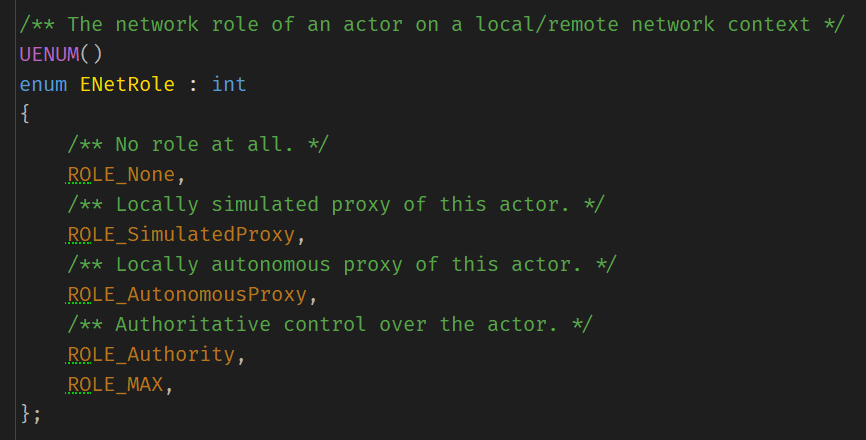 /** The network role of an actor on a local/remote network context */
UENUM()
enum ENetRole : int
{
    /** No role at all. */
    ROLE_None,
    /** Locally simulated proxy of this actor. */
    ROLE_SimulatedProxy,
    /** Locally autonomous proxy of this actor. */
    ROLE_AutonomousProxy,
    /** Authoritative control over the actor. */
    ROLE_Authority,
    ROLE_MAX,
};